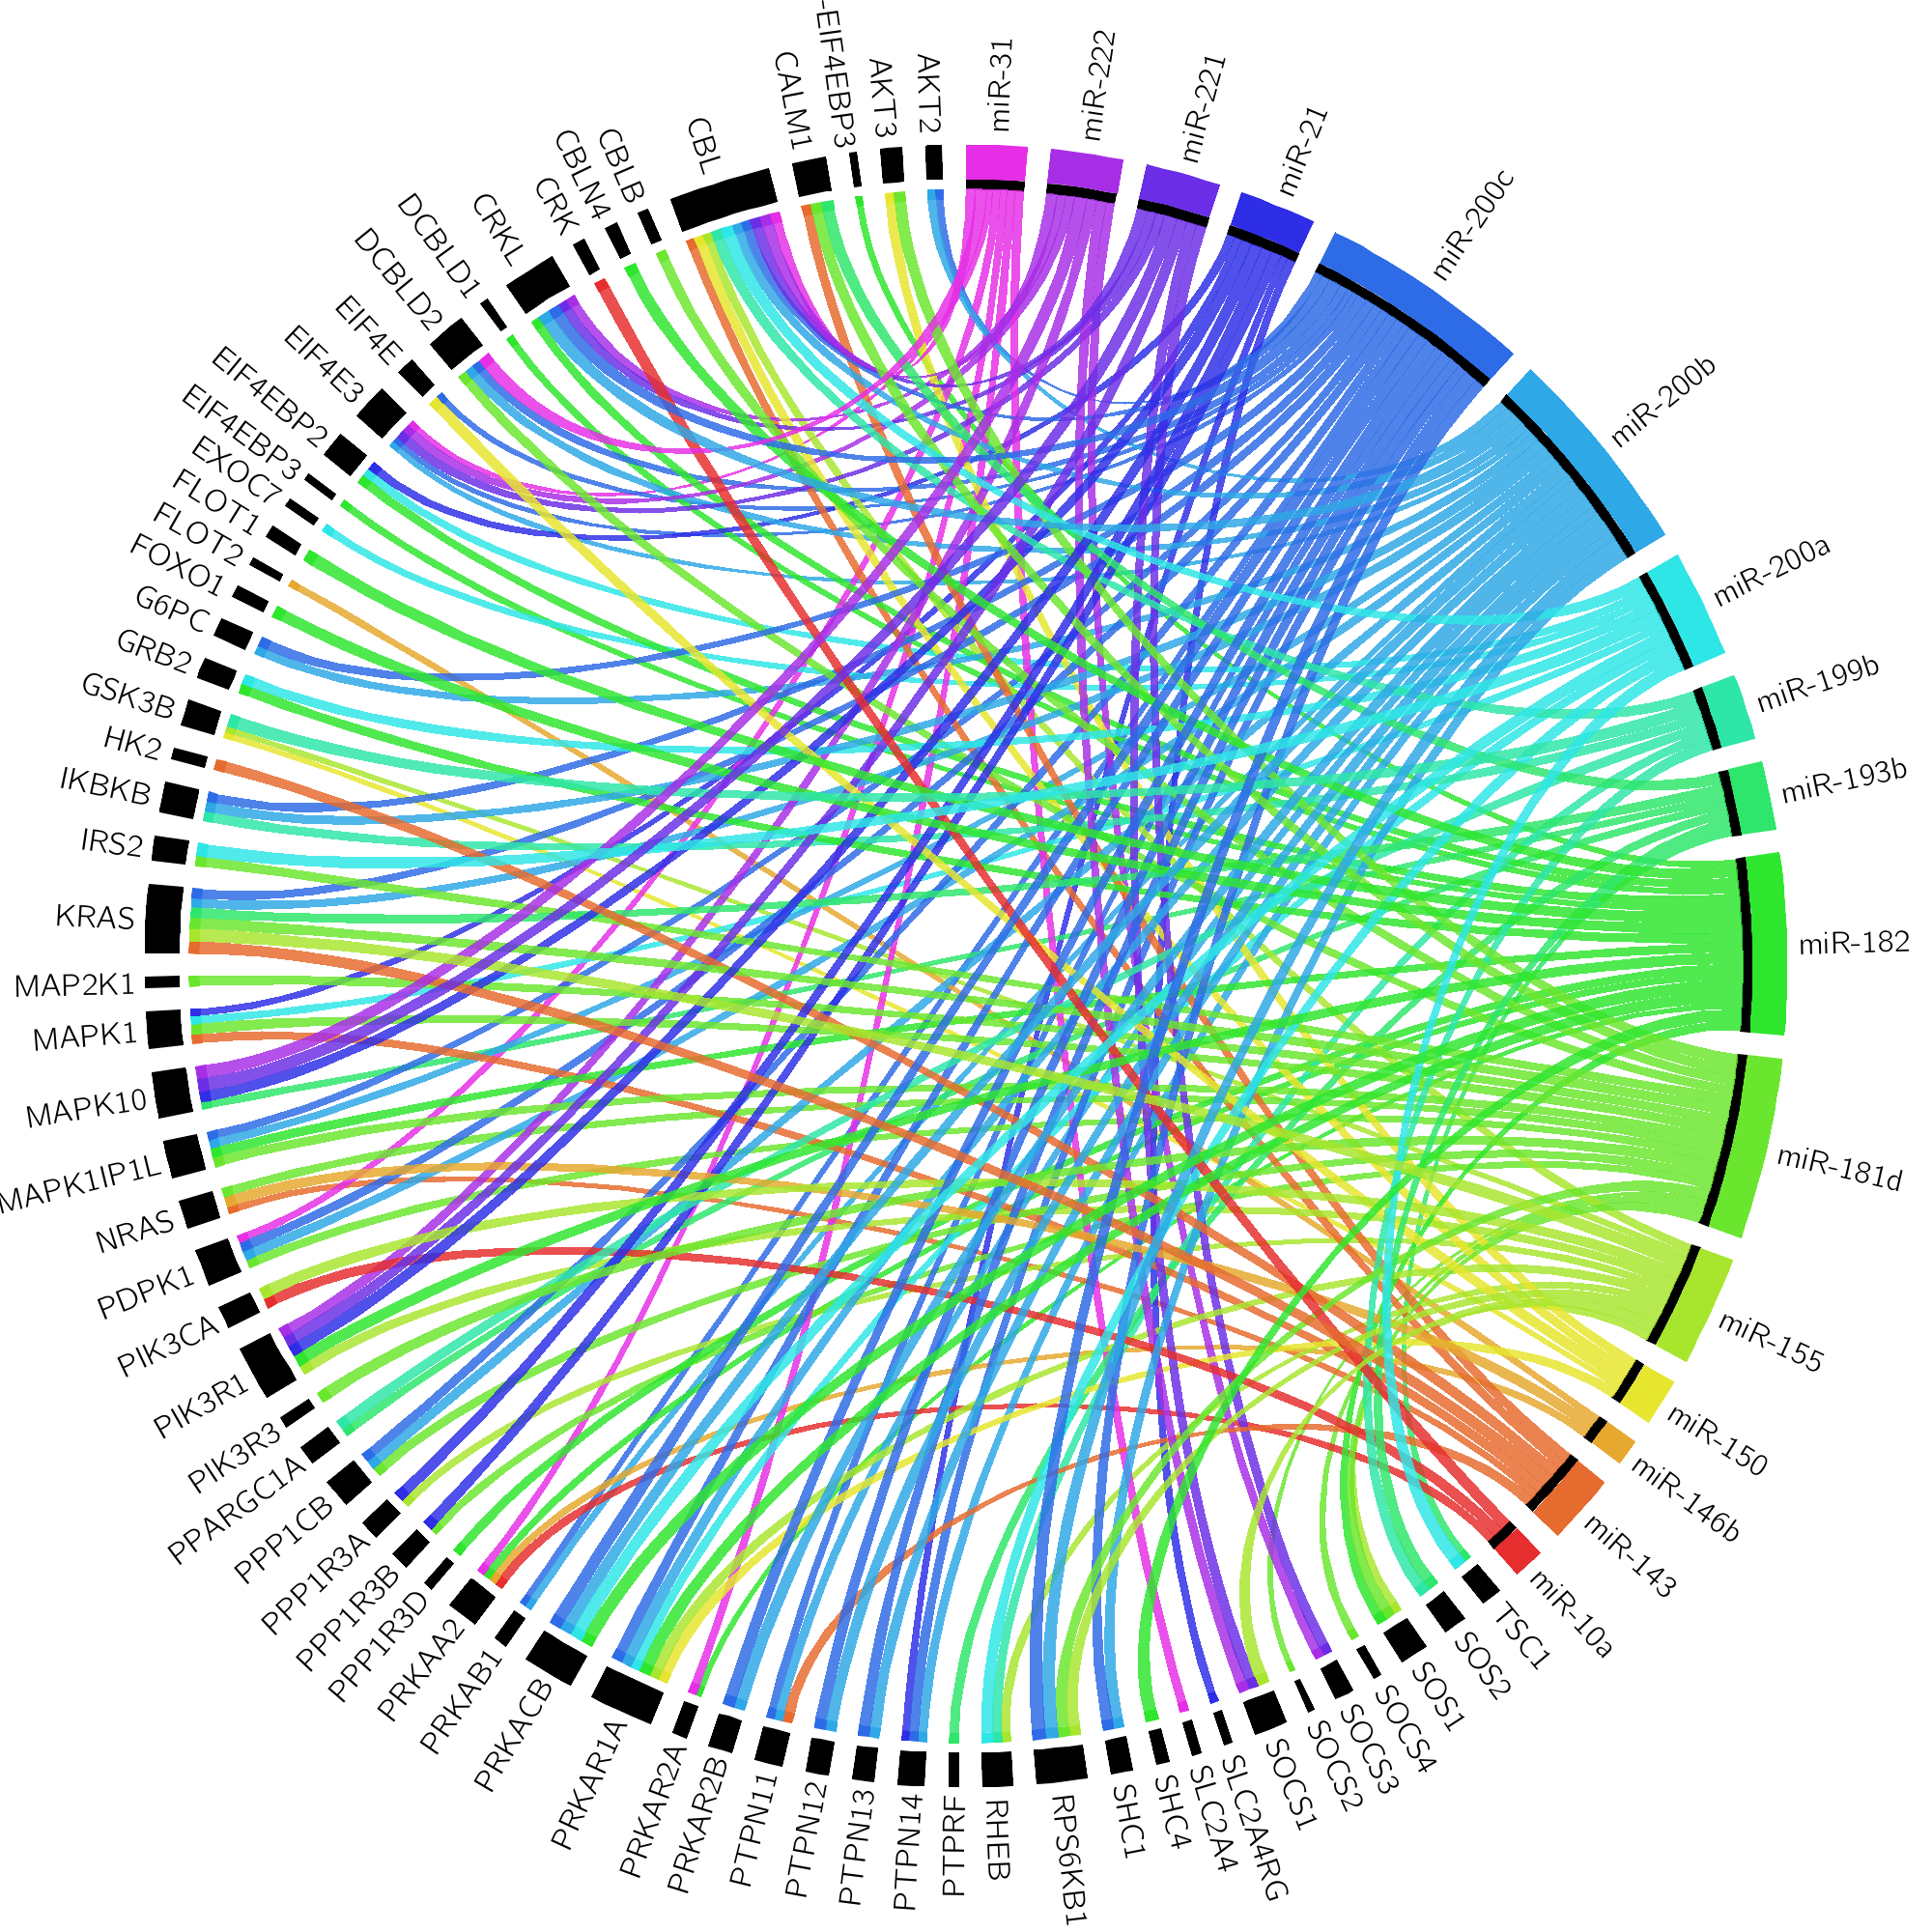 miR-31
miR-222
miR-221
miR-21
miR-200c
miR-200b
miR-200a
miR-199b
miR-193b
miR-182
miR-181d
miR-155
miR-150
miR-146b
miR-143
miR-10a
TSC1
SOS2
SOS1
SOCS4
SOCS3
SOCS2
SOCS1
SLC2A4RG
SLC2A4
SHC4
SHC1
RPS6KB1
RHEB
PTPRF
PTPN14
PTPN13
PTPN12
PTPN11
PRKAR2B
PRKAR2A
PRKAR1A
PRKACB
PRKAB1
PRKAA2
PPP1R3D
PPP1R3B
PPP1R3A
PPP1CB
PPARGC1A
PIK3R3
PIK3R1
PIK3CA
PDPK1
NRAS
MAPK1IP1L
MAPK10
MAPK1
MAP2K1
KRAS
IRS2
IKBKB
HK2
GSK3B
GRB2
G6PC
FOXO1
FLOT2
FLOT1
EXOC7
EIF4EBP3
EIF4EBP2
EIF4E3
EIF4E
DCBLD2
DCBLD1
CRKL
CRK
CBLN4
CBLB
CBL
CALM1
-EIF4EBP3
AKT3
AKT2